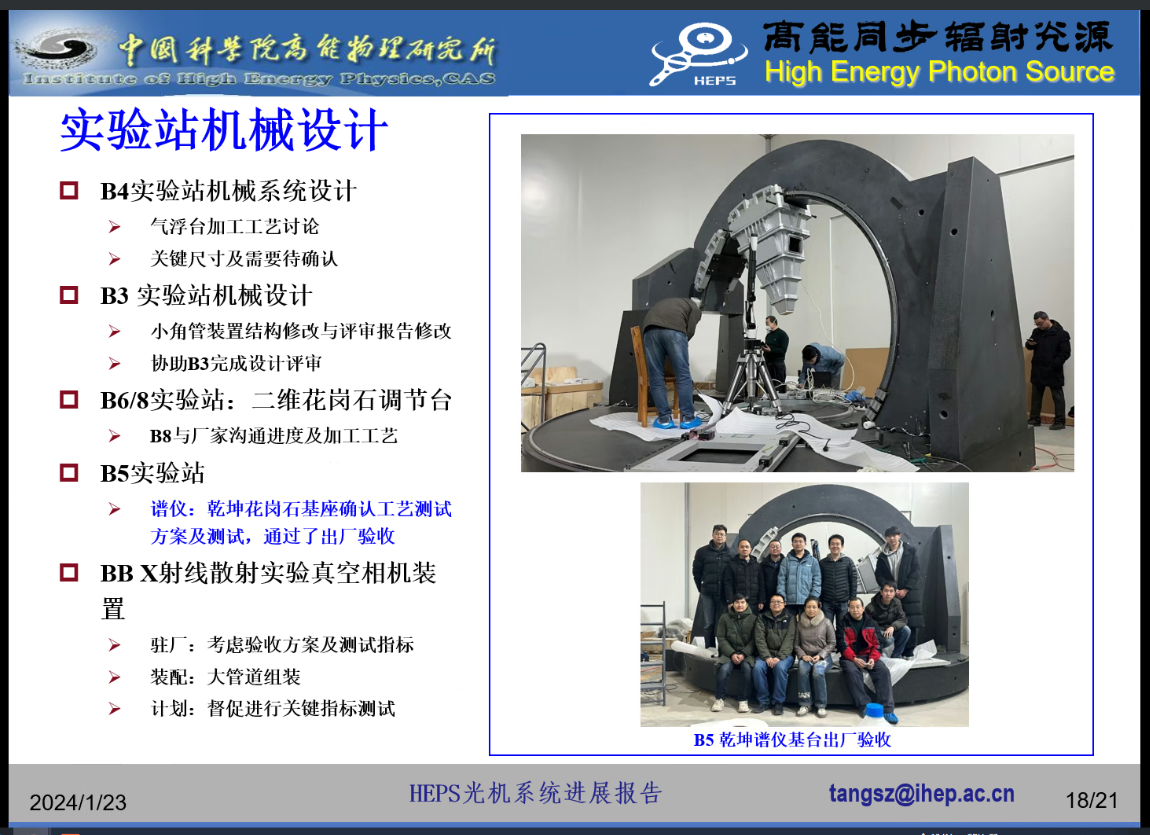 中国科学院高能物理研究所
Institute of High Energy Physics,CAS
HEPS
高能同步辐射光源
High Energy Photon Source
实验站机械设计
B4实验站机械系统设计
气浮台加工工艺讨论
关键尺寸及需要待确认
B3 实验站机械设计
小角管装置结构修改与评审报告修改
协助B3完成设计评审
B6/8实验站：二维花岗石调节台
B8与厂家沟通进度及加工工艺
B5实验站
谱仪：乾坤花岗石基座确认工艺测试
方案及测试，通过了出厂验收
BB X射线散射实验真空相机装
置
驻厂：考虑验收方案及测试指标
装配：大管道组装
计划：督促进行关键指标测试
B5 乾坤谱仪基台出厂验收
2024/1/23
HEPS光机系统进展报告
tangsz@ihep.ac.cn
18/21